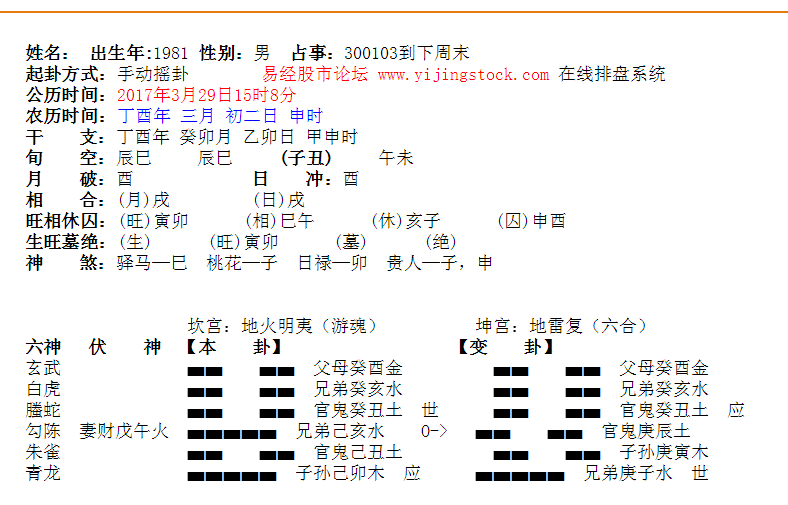 姓名： 出生年:1981 性别：男 占事：300103到下周末
起卦方式：手动摇卦 易经股市论坛 www.yijingstock.com 在线排盘系统
公历时间：2017年3月29日15时8分
农历时间：丁酉年 三月 初二日 申时
干 支：丁酉年 癸卯月 乙卯日 甲申时
旬 空：辰巳 辰巳 (子丑) 午未
月 破：酉 日 冲：酉
相 合：(月)戌 (日)戌
旺相休囚：(旺)寅卯 (相)巳午 (休)亥子 (囚)申酉
生旺墓绝：(生) (旺)寅卯 (墓) (绝)
神 煞：驿马—巳 桃花—子 日禄—卯 贵人—子，申
坎宫：地火明夷（游魂） 坤宫：地雷复（六合）
六神 伏 神 【本 卦】 【变 卦】
玄武 父母癸酉金 父母癸酉金
白虎 兄弟癸亥水 兄弟癸亥水
螣蛇 官鬼癸丑土 世 官鬼癸丑土 应
勾陈 妻财戊午火 兄弟己亥水 O-> 官鬼庚辰土
朱雀 官鬼己丑土 子孙庚寅木
青龙 子孙己卯木 应 兄弟庚子水 世